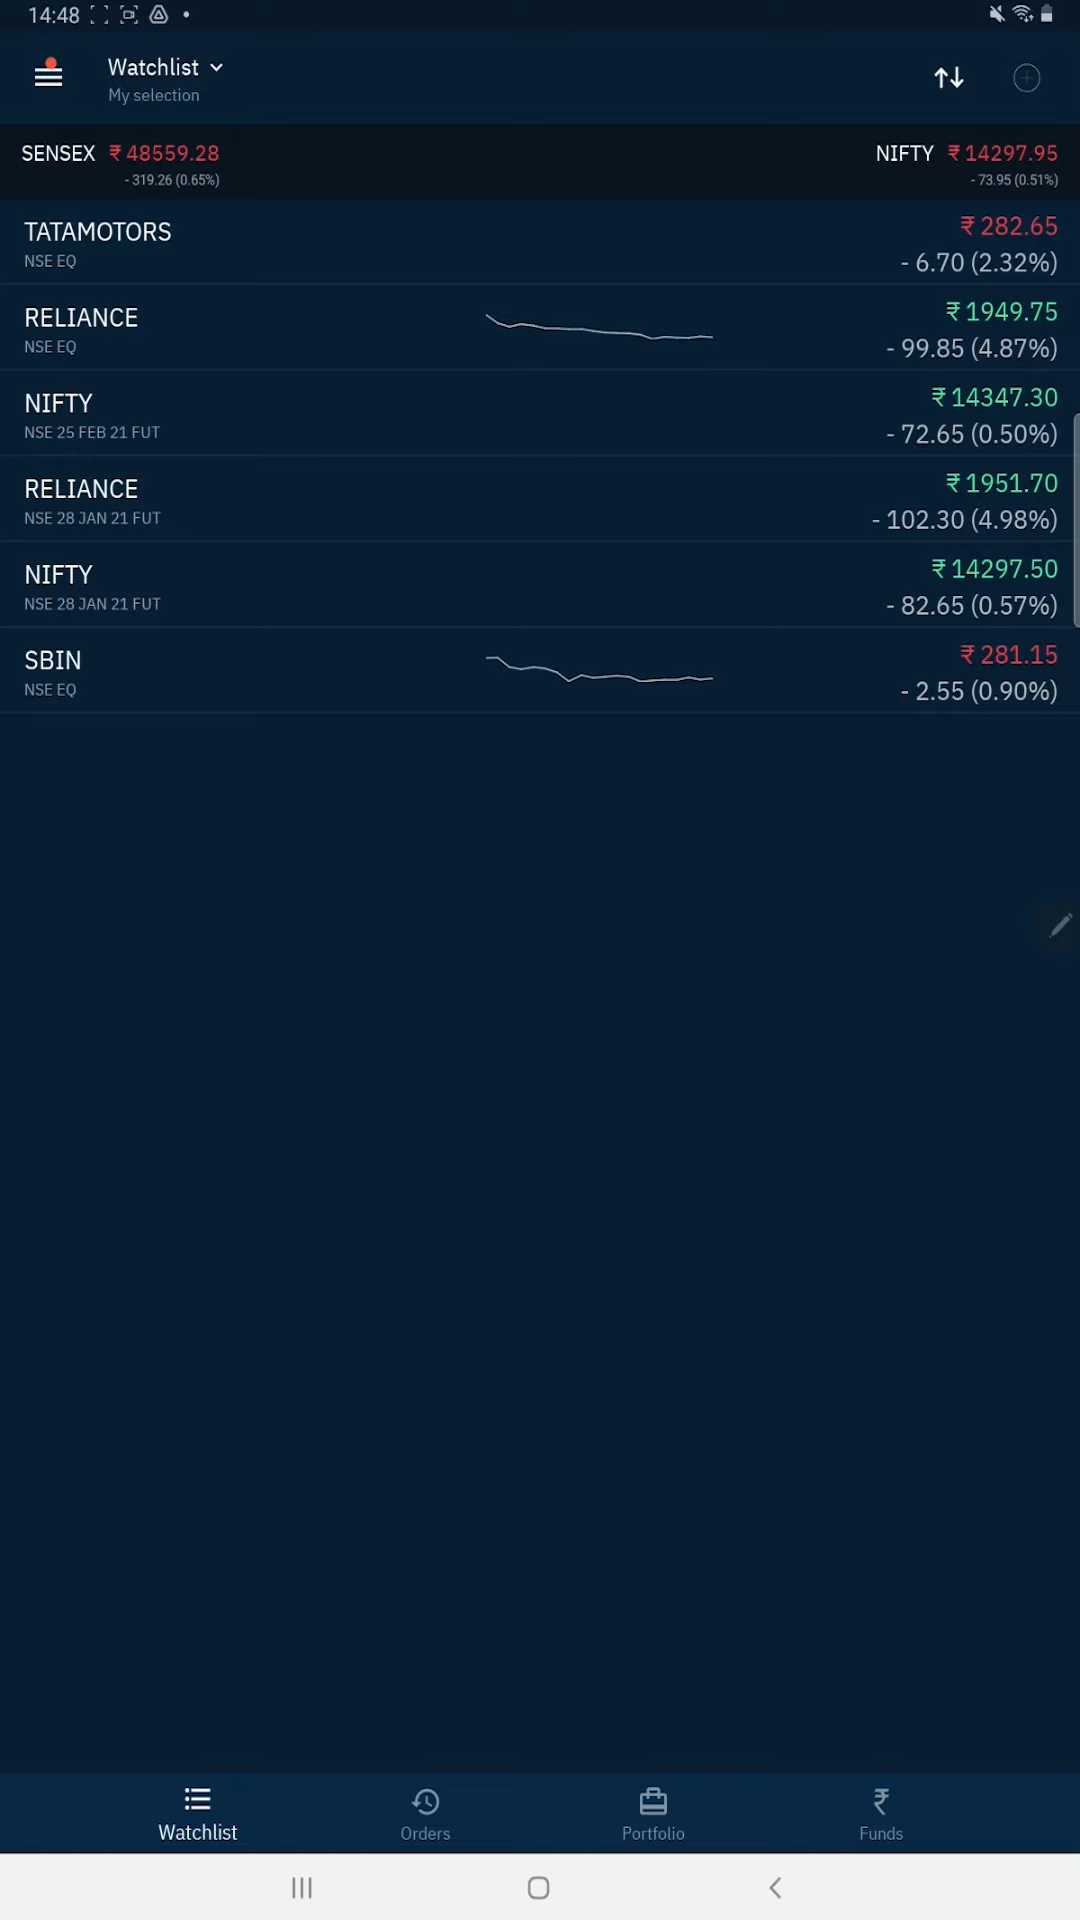 14:48
Watchlist
My selection
SENSEX ₹ 48559.28 NIFTY ₹ 14297.95
- 319.26 (0.65%) - 73.95 (0.51%)
TATAMOTORS ₹ 282.65
NSE EQ - 6.70 (2.32%)
RELIANCE ₹ 1949.75
NSE EQ - 99.85 (4.87%)
NIFTY ₹ 14347.30
NSE 25 FEB 21 FUT - 72.65 (0.50%)
RELIANCE ₹ 1951.70
NSE 28 JAN 21 FUT - 102.30 (4.98%)
NIFTY ₹ 14297.50
NSE 28 JAN 21 FUT - 82.65 (0.57%)
SBIN ₹ 281.15
NSE EQ - 2.55 (0.90%)
Watchlist Orders Portfolio Funds